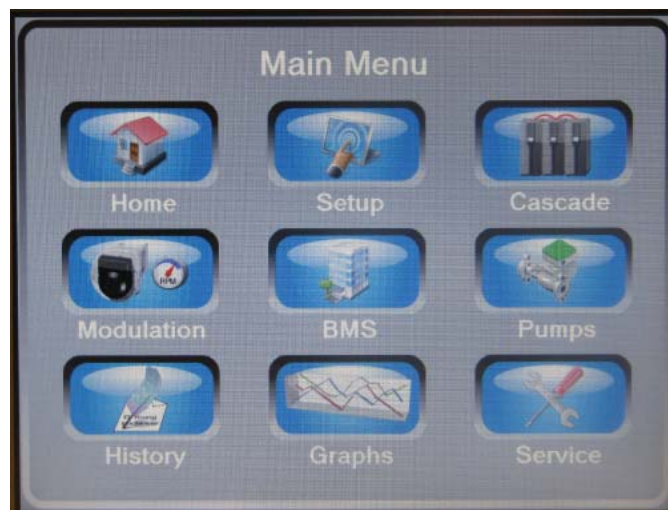 Main Menu
Home Setup Cascade
RPM
Modulation BMS Pumps
History Graphs Service